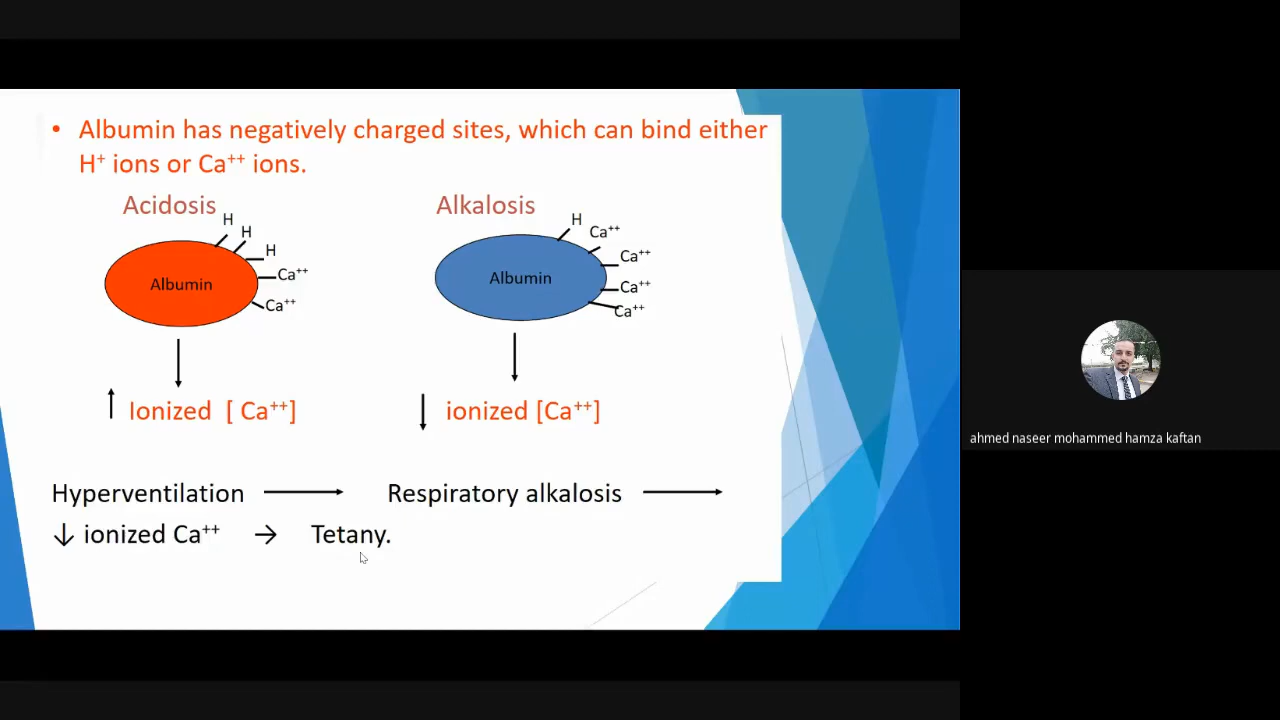 • Albumin has negatively charged sites, which can bind either
H⁺ ions or Ca⁺⁺ ions.
Acidosis
H
H
H
Ca⁺⁺
Ca⁺⁺
Albumin
↑ Ionized [ Ca⁺⁺]
Alkalosis
H
Ca⁺⁺
Ca⁺⁺
Ca⁺⁺
Ca⁺⁺
Albumin
↓ ionized [Ca⁺⁺]
Hyperventilation → Respiratory alkalosis →
↓ ionized Ca⁺⁺ → Tetany.
ahmed naseer mohammed hamza kaftan